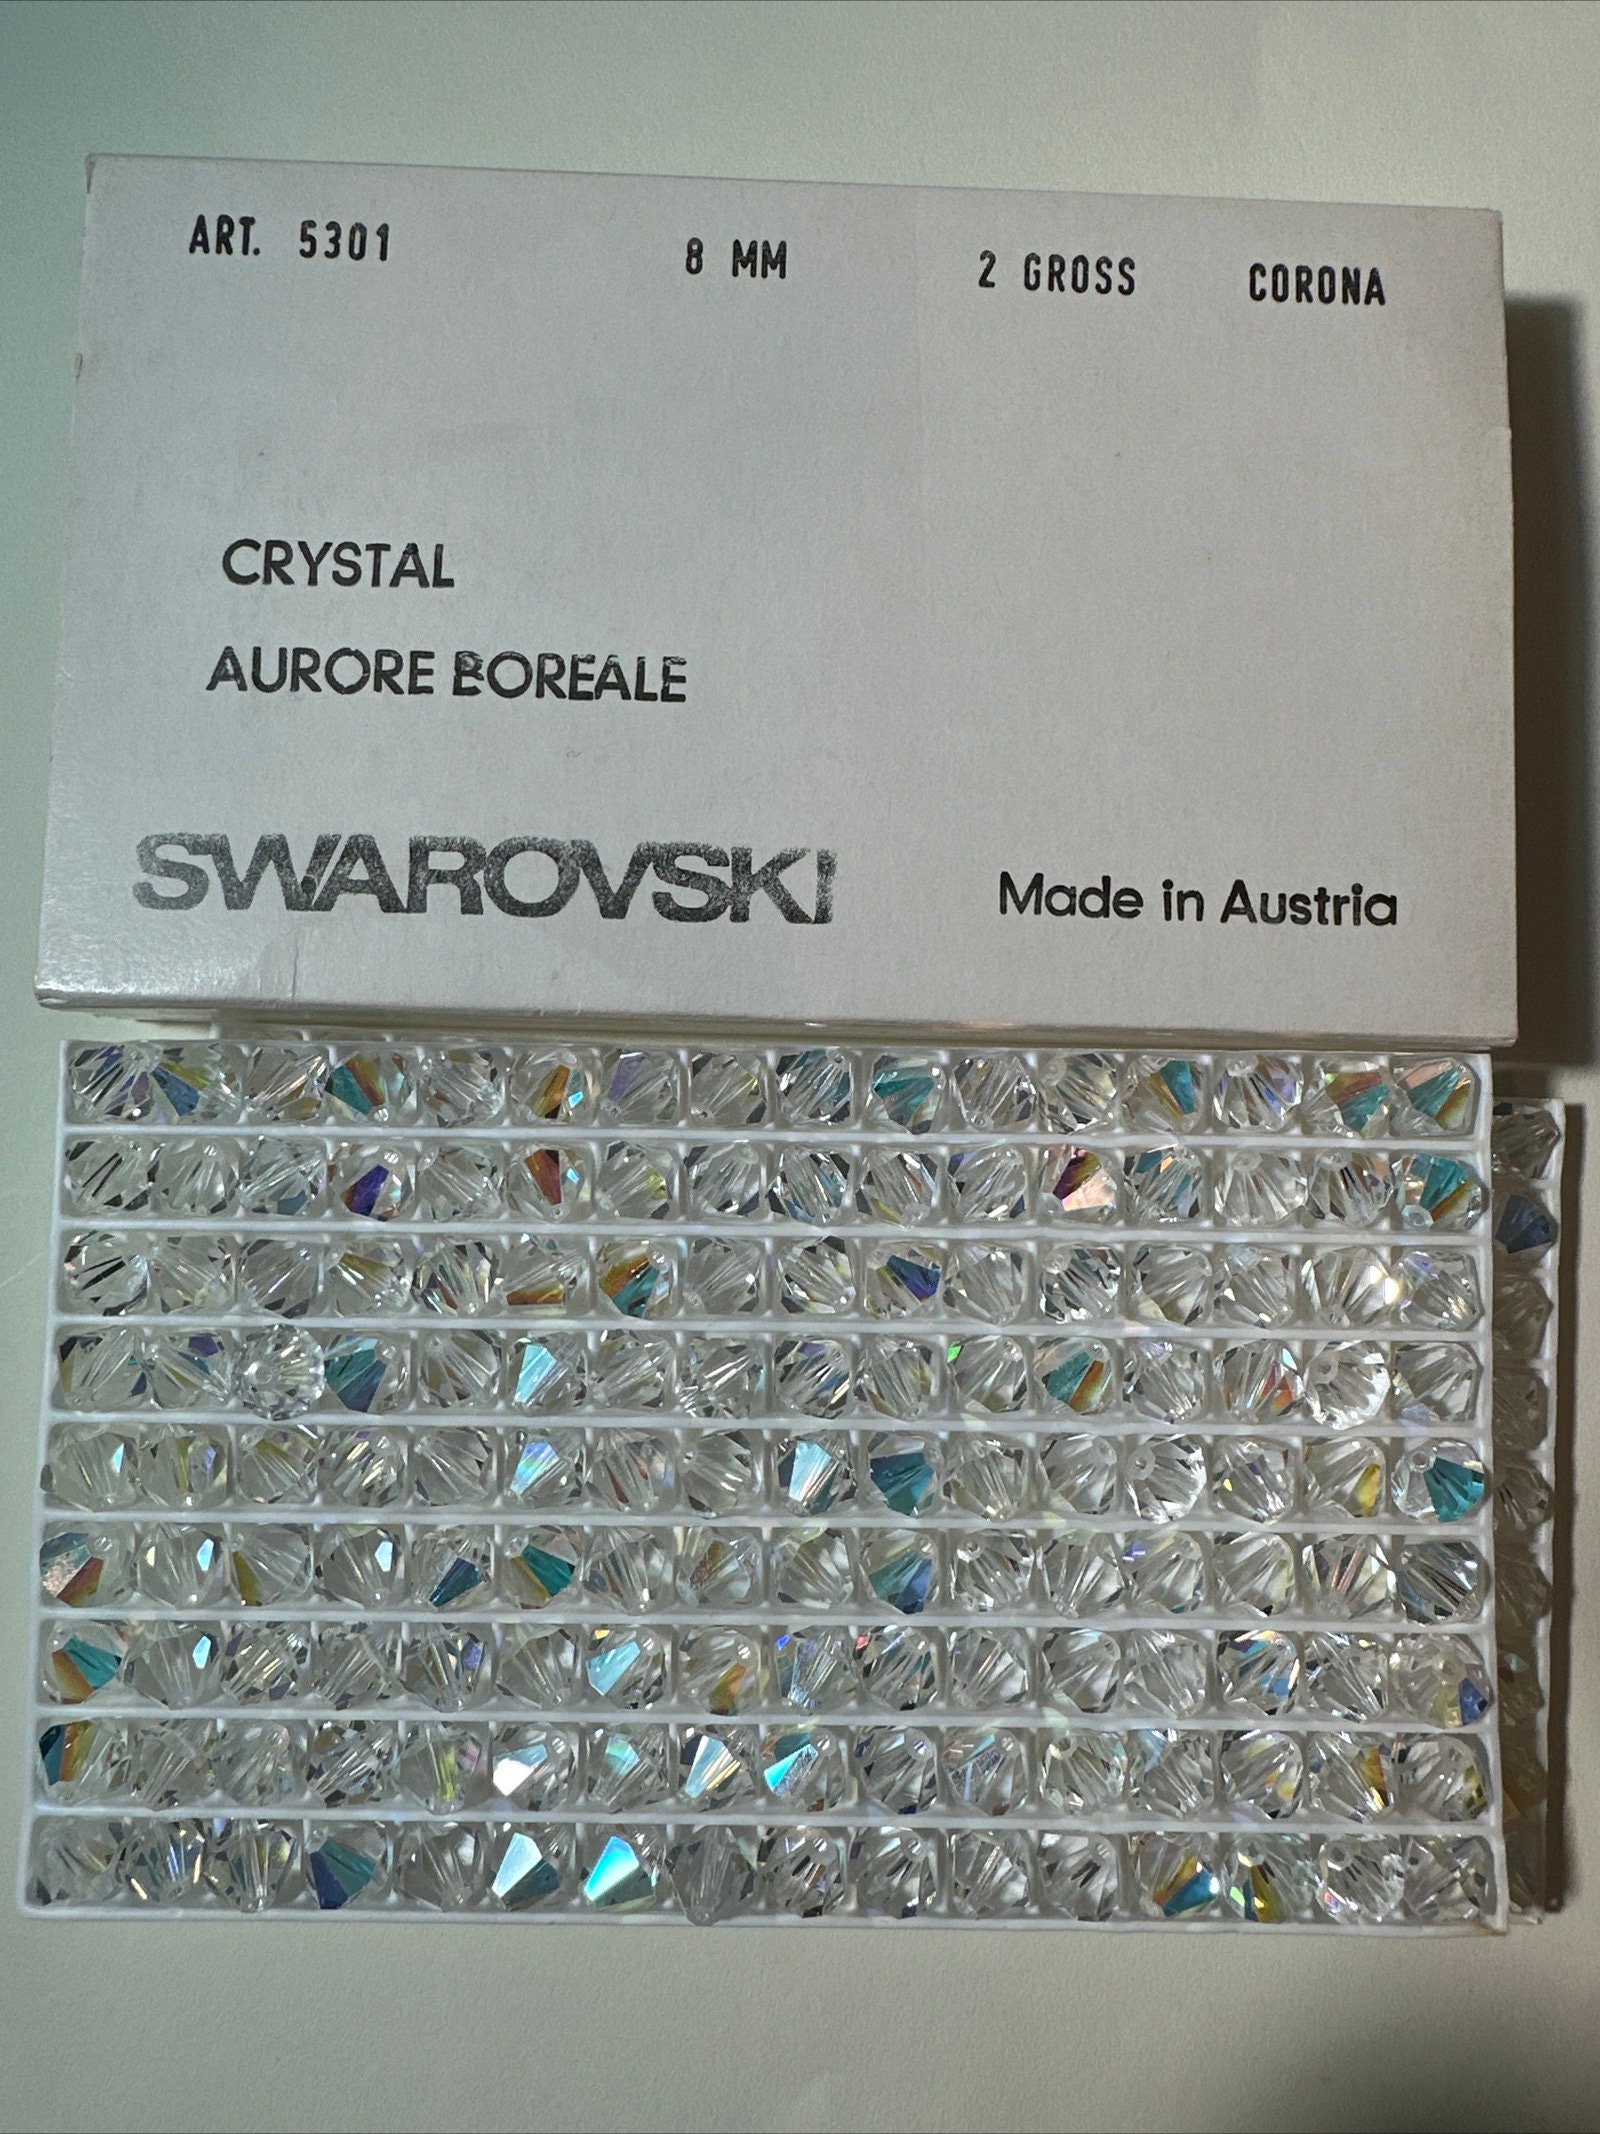 ART. 5301 8 MM 2 GROSS CORONA
CRYSTAL
AURORE BOREALE
SWAROVSKI Made in Austria